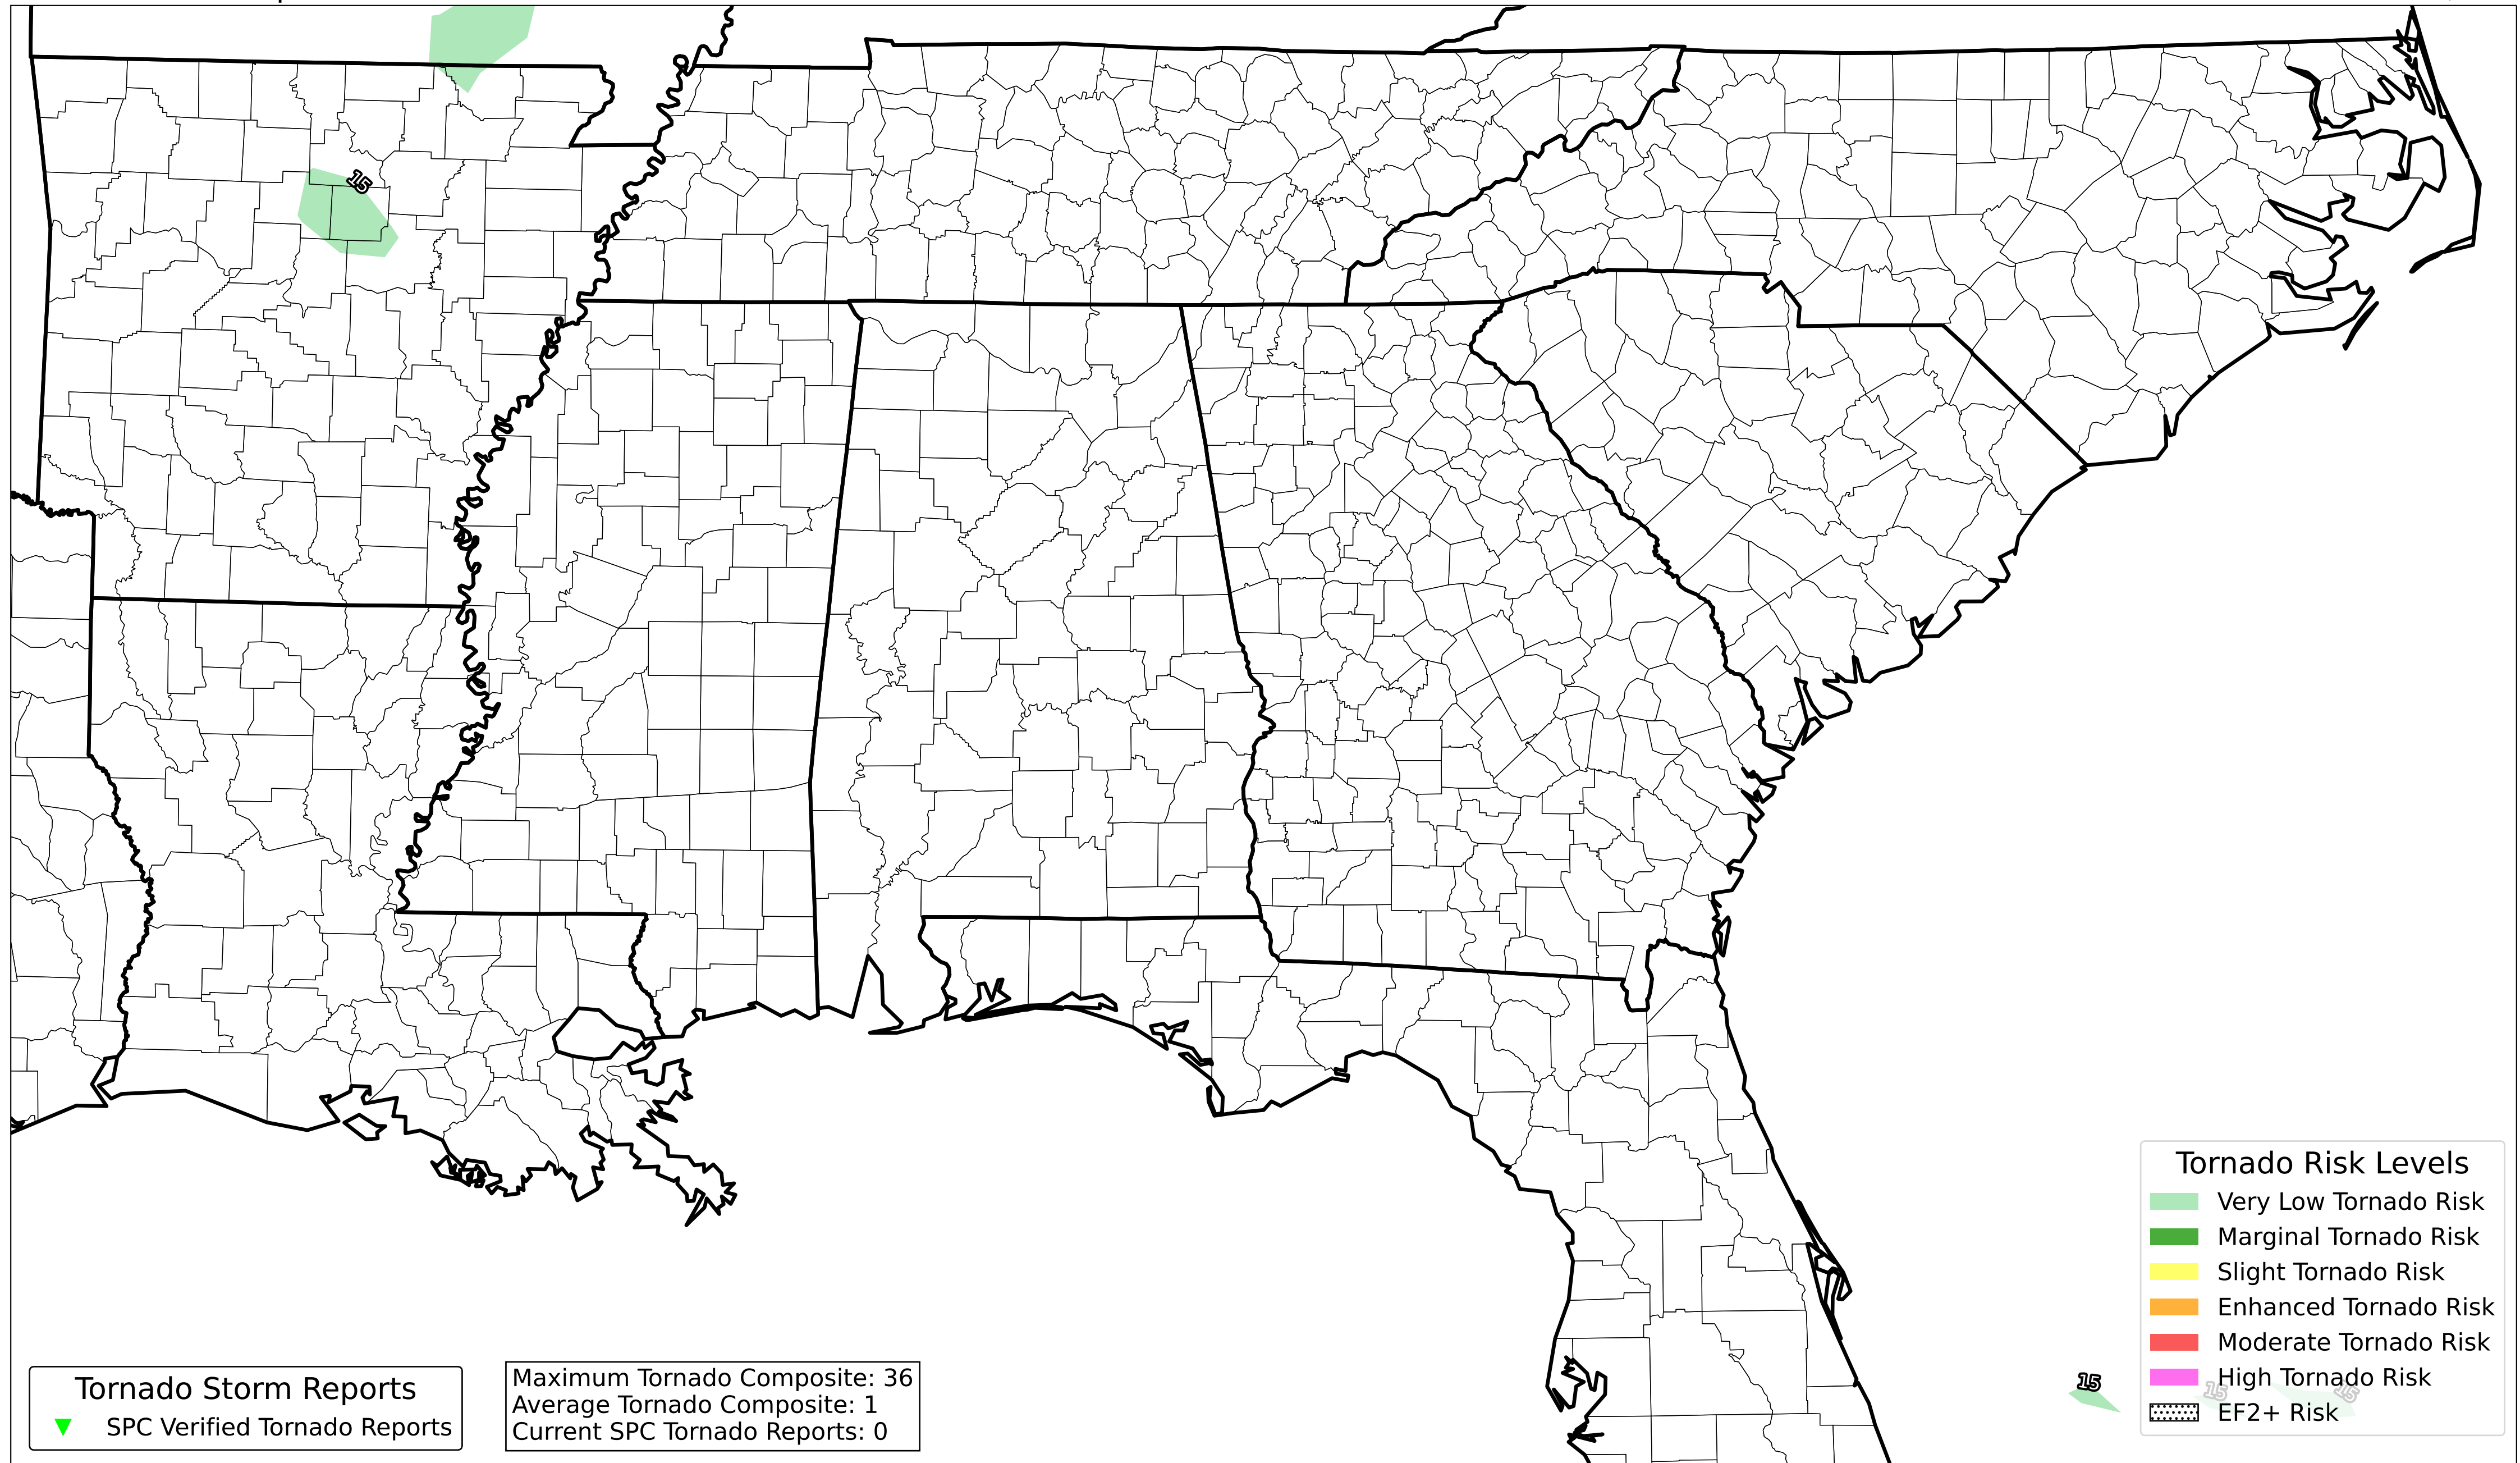 15
Tornado Risk Levels
Very Low Tornado Risk
Marginal Tornado Risk
Slight Tornado Risk
Enhanced Tornado Risk
Moderate Tornado Risk
High Tornado Risk
EF2+ Risk
15
15
15
Tornado Storm Reports
SPC Verified Tornado Reports
Maximum Tornado Composite: 36
Average Tornado Composite: 1
Current SPC Tornado Reports: 0